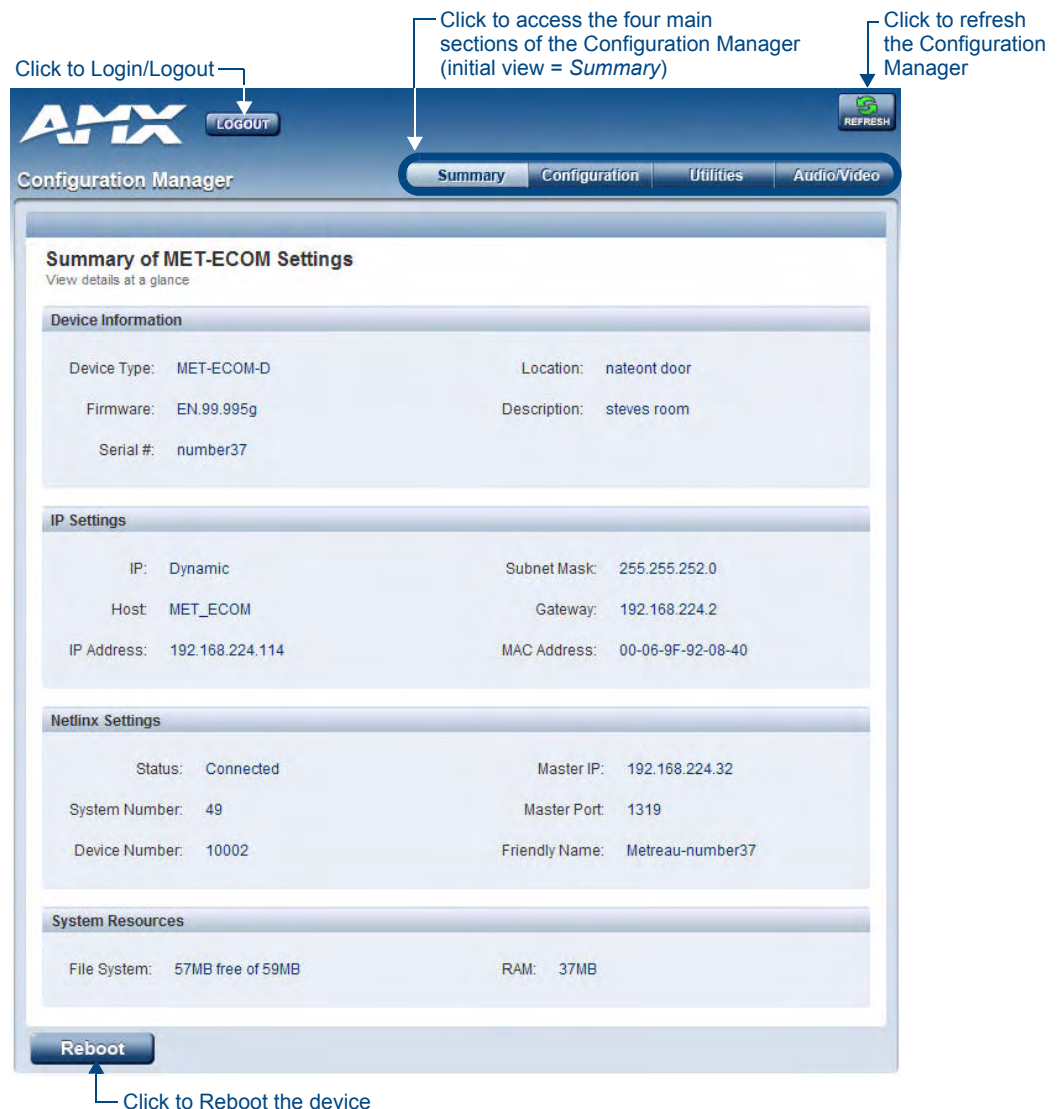 Click to access the four main
sections of the Configuration Manager
(initial view = Summary)
Click to refresh
the Configuration
Manager
Click to Login/Logout
AMX
LOGOUT
REFRESH
Configuration Manager
Summary
Configuration
Utilities
Audio/Video
Summary of MET-ECOM Settings
View details at a glance
Device Information
Device Type: MET-ECOM-D
Location: nateont door
Firmware: EN.99.995g
Description: steves room
Serial #: number37
IP Settings
IP: Dynamic
Subnet Mask: 255.255.252.0
Host: MET_ECOM
Gateway: 192.168.224.2
IP Address: 192.168.224.114
MAC Address: 00-06-9F-92-08-40
Netlinx Settings
Status: Connected
Master IP: 192.168.224.32
System Number: 49
Master Port: 1319
Device Number: 10002
Friendly Name: Metreau-number37
System Resources
File System: 57MB free of 59MB
RAM: 37MB
Reboot
Click to Reboot the device